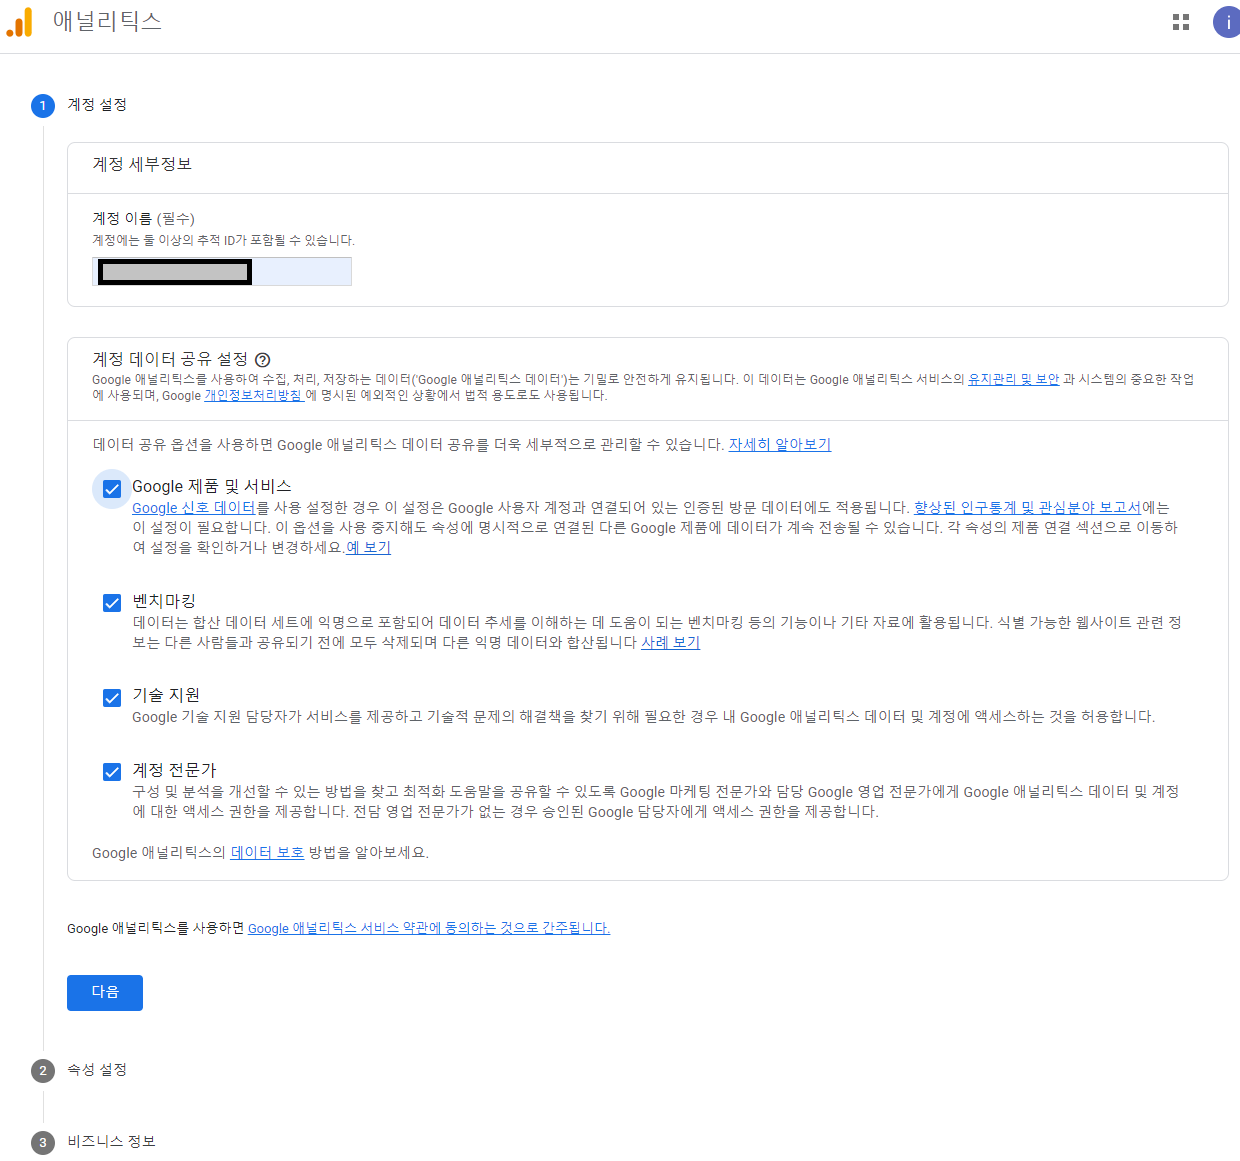 애널리틱스
i
1 계정 설정
계정 세부정보
계정 이름 (필수)
계정에는 둘 이상의 추적 ID가 포함될 수 있습니다.
계정 데이터 공유 설정 ?
Google 애널리틱스를 사용하여 수집, 처리, 저장하는 데이터('Google 애널리틱스 데이터')는 기밀로 안전하게 유지됩니다. 이 데이터는 Google 애널리틱스 서비스의 유지관리 및 보안 과 시스템의 중요한 작업
에 사용되며, Google 개인정보처리방침 에 명시된 예외적인 상황에서 법적 용도로도 사용됩니다.
데이터 공유 옵션을 사용하면 Google 애널리틱스 데이터 공유를 더욱 세부적으로 관리할 수 있습니다. 자세히 알아보기
Google 제품 및 서비스
Google 신호 데이터를 사용 설정한 경우 이 설정은 Google 사용자 계정과 연결되어 있는 인증된 방문 데이터에도 적용됩니다. 향상된 인구통계 및 관심분야 보고서에는
이 설정이 필요합니다. 이 옵션을 사용 중지해도 속성에 명시적으로 연결된 다른 Google 제품에 데이터가 계속 전송될 수 있습니다. 각 속성의 제품 연결 섹션으로 이동하
여 설정을 확인하거나 변경하세요.예 보기
벤치마킹
데이터는 합산 데이터 세트에 익명으로 포함되어 데이터 추세를 이해하는 데 도움이 되는 벤치마킹 등의 기능이나 기타 자료에 활용됩니다. 식별 가능한 웹사이트 관련 정
보는 다른 사람들과 공유되기 전에 모두 삭제되며 다른 익명 데이터와 합산됩니다 사례 보기
기술 지원
Google 기술 지원 담당자가 서비스를 제공하고 기술적 문제의 해결책을 찾기 위해 필요한 경우 내 Google 애널리틱스 데이터 및 계정에 액세스하는 것을 허용합니다.
계정 전문가
구성 및 분석을 개선할 수 있는 방법을 찾고 최적화 도움말을 공유할 수 있도록 Google 마케팅 전문가와 담당 Google 영업 전문가에게 Google 애널리틱스 데이터 및 계정
에 대한 액세스 권한을 제공합니다. 전담 영업 전문가가 없는 경우 승인된 Google 담당자에게 액세스 권한을 제공합니다.
Google 애널리틱스의 데이터 보호 방법을 알아보세요.
Google 애널리틱스를 사용하면 Google 애널리틱스 서비스 약관에 동의하는 것으로 간주됩니다.
다음
2 속성 설정
3 비즈니스 정보